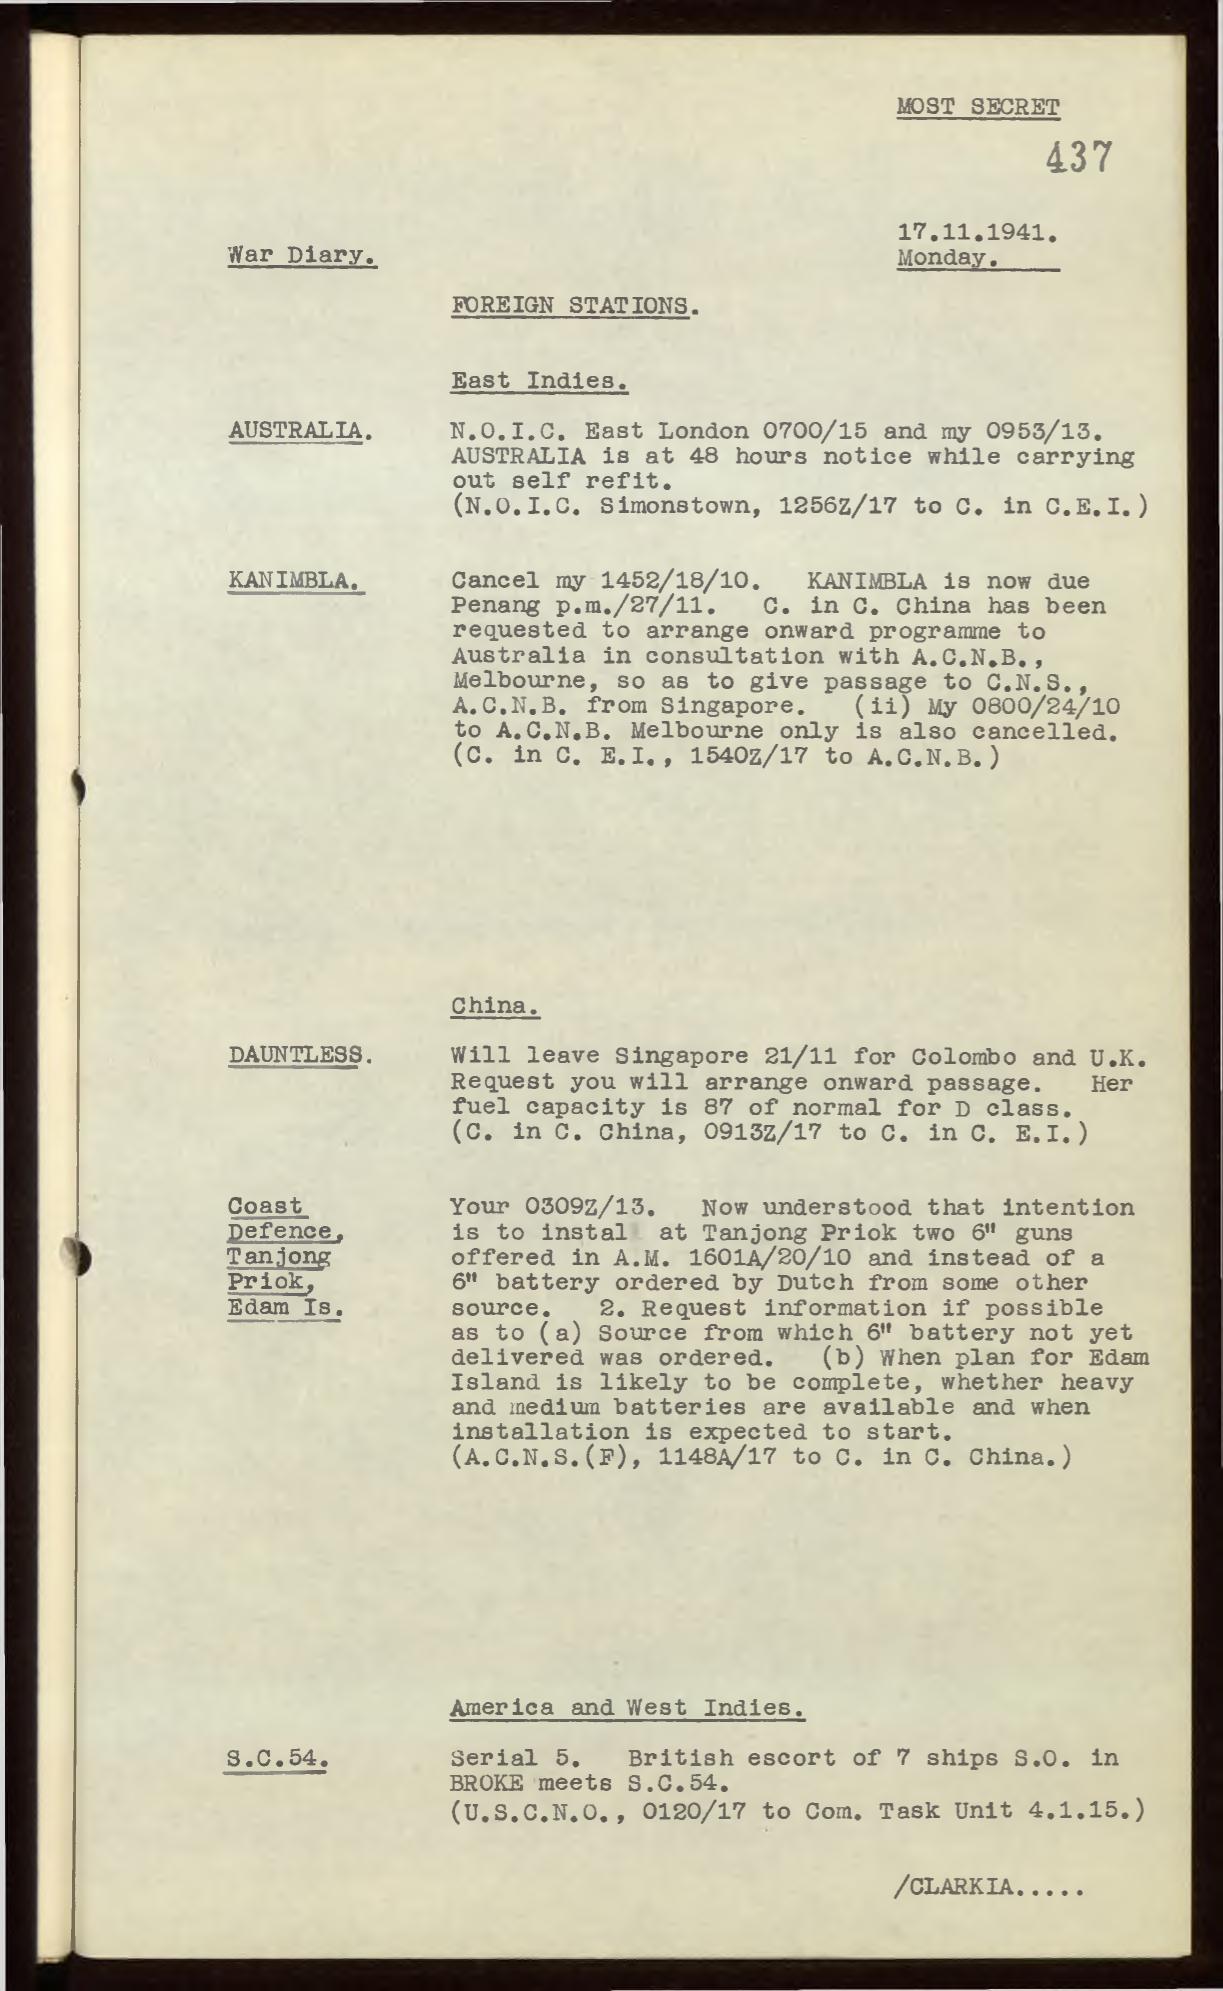 MOST SECRET
437
17.11.1941.
War Diary.
Monday.
FOREIGN STATIONS.
East Indies.
AUSTRALIA.
N.O.I.C. East London 0700/15 and my 0953/13.
AUSTRALIA is at 48 hours notice while carrying
out self refit.
(N.O.I.C. Simonstown, 1256Z/17 to C. in C.E.I.)
KANIMBLA.
Cancel my 1452/18/10. KANIMBLA is now due
Penang p.m./27/11. C. in C. China has been
requested to arrange onward programme to
Australia in consultation with A.C.N.B.,
Melbourne, so as to give passage to C.N.S.,
A.C.N.B. from Singapore. (ii) My 0800/24/10
to A.C.N.B. Melbourne only is also cancelled.
(C. in C. E.I., 1540Z/17 to A.C.N.B.)
China.
DAUNTLESS.
Will leave Singapore 21/11 for Colombo and U.K.
Request you will arrange onward passage. Her
fuel capacity is 87 of normal for D class.
(C. in C. China, 0913Z/17 to C. in C. E.I.)
Coast
Defence,
Tanjong
Priok,
Edam Is.
Your 0309Z/13. Now understood that intention
is to instal at Tanjong Priok two 6" guns
offered in A.M. 1601A/20/10 and instead of a
6" battery ordered by Dutch from some other
source. 2. Request information if possible
as to (a) Source from which 6" battery not yet
delivered was ordered. (b) When plan for Edam
Island is likely to be complete, whether heavy
and medium batteries are available and when
installation is expected to start.
(A.C.N.S.(F), 1148A/17 to C. in C. China.)
America and West Indies.
S.C.54.
Serial 5. British escort of 7 ships S.O. in
BROKE meets S.C.54.
(U.S.C.N.O., 0120/17 to Com. Task Unit 4.1.15.)
/CLARKIA.....